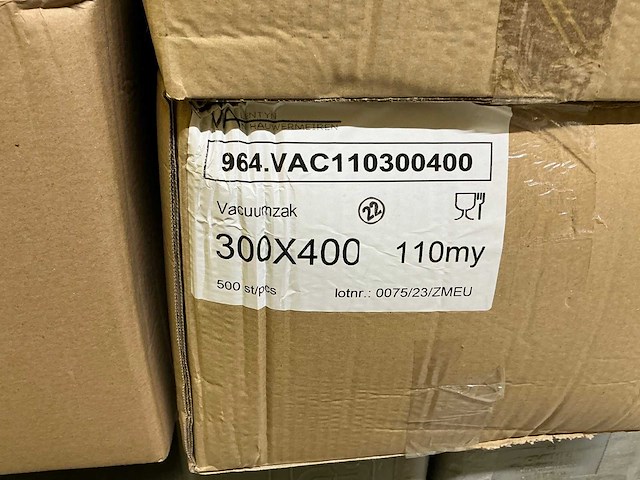 964.VAC110300400
Vacuumzak 22
300X400 110my
500 st/pcs lotnr.: 0075/23/ZMEU